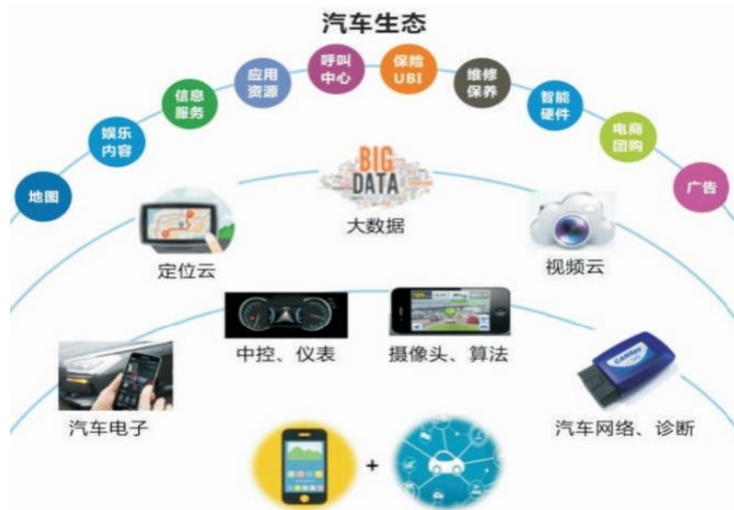 汽车生态
地图
娱乐
内容
信息
服务
应用
资源
呼叫
中心
保险
UBI
维修
保养
智能
硬件
电商
团购
广告
BIG
DATA
大数据
定位云
视频云
中控、仪表
摄像头、算法
汽车电子
汽车网络、诊断
+